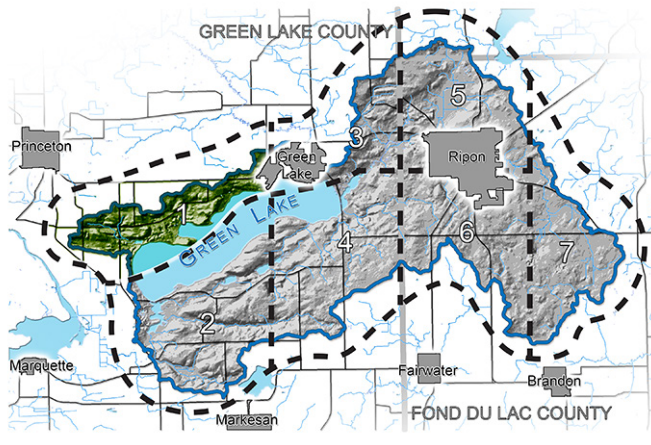 GREEN LAKE COUNTY
5
3
Princeton
Green
Lake
Ripon
1
GREEN LAKE
4
6
7
2
Marquette
Fairwater
Brandon
Markesan
FOND DU LAC COUNTY